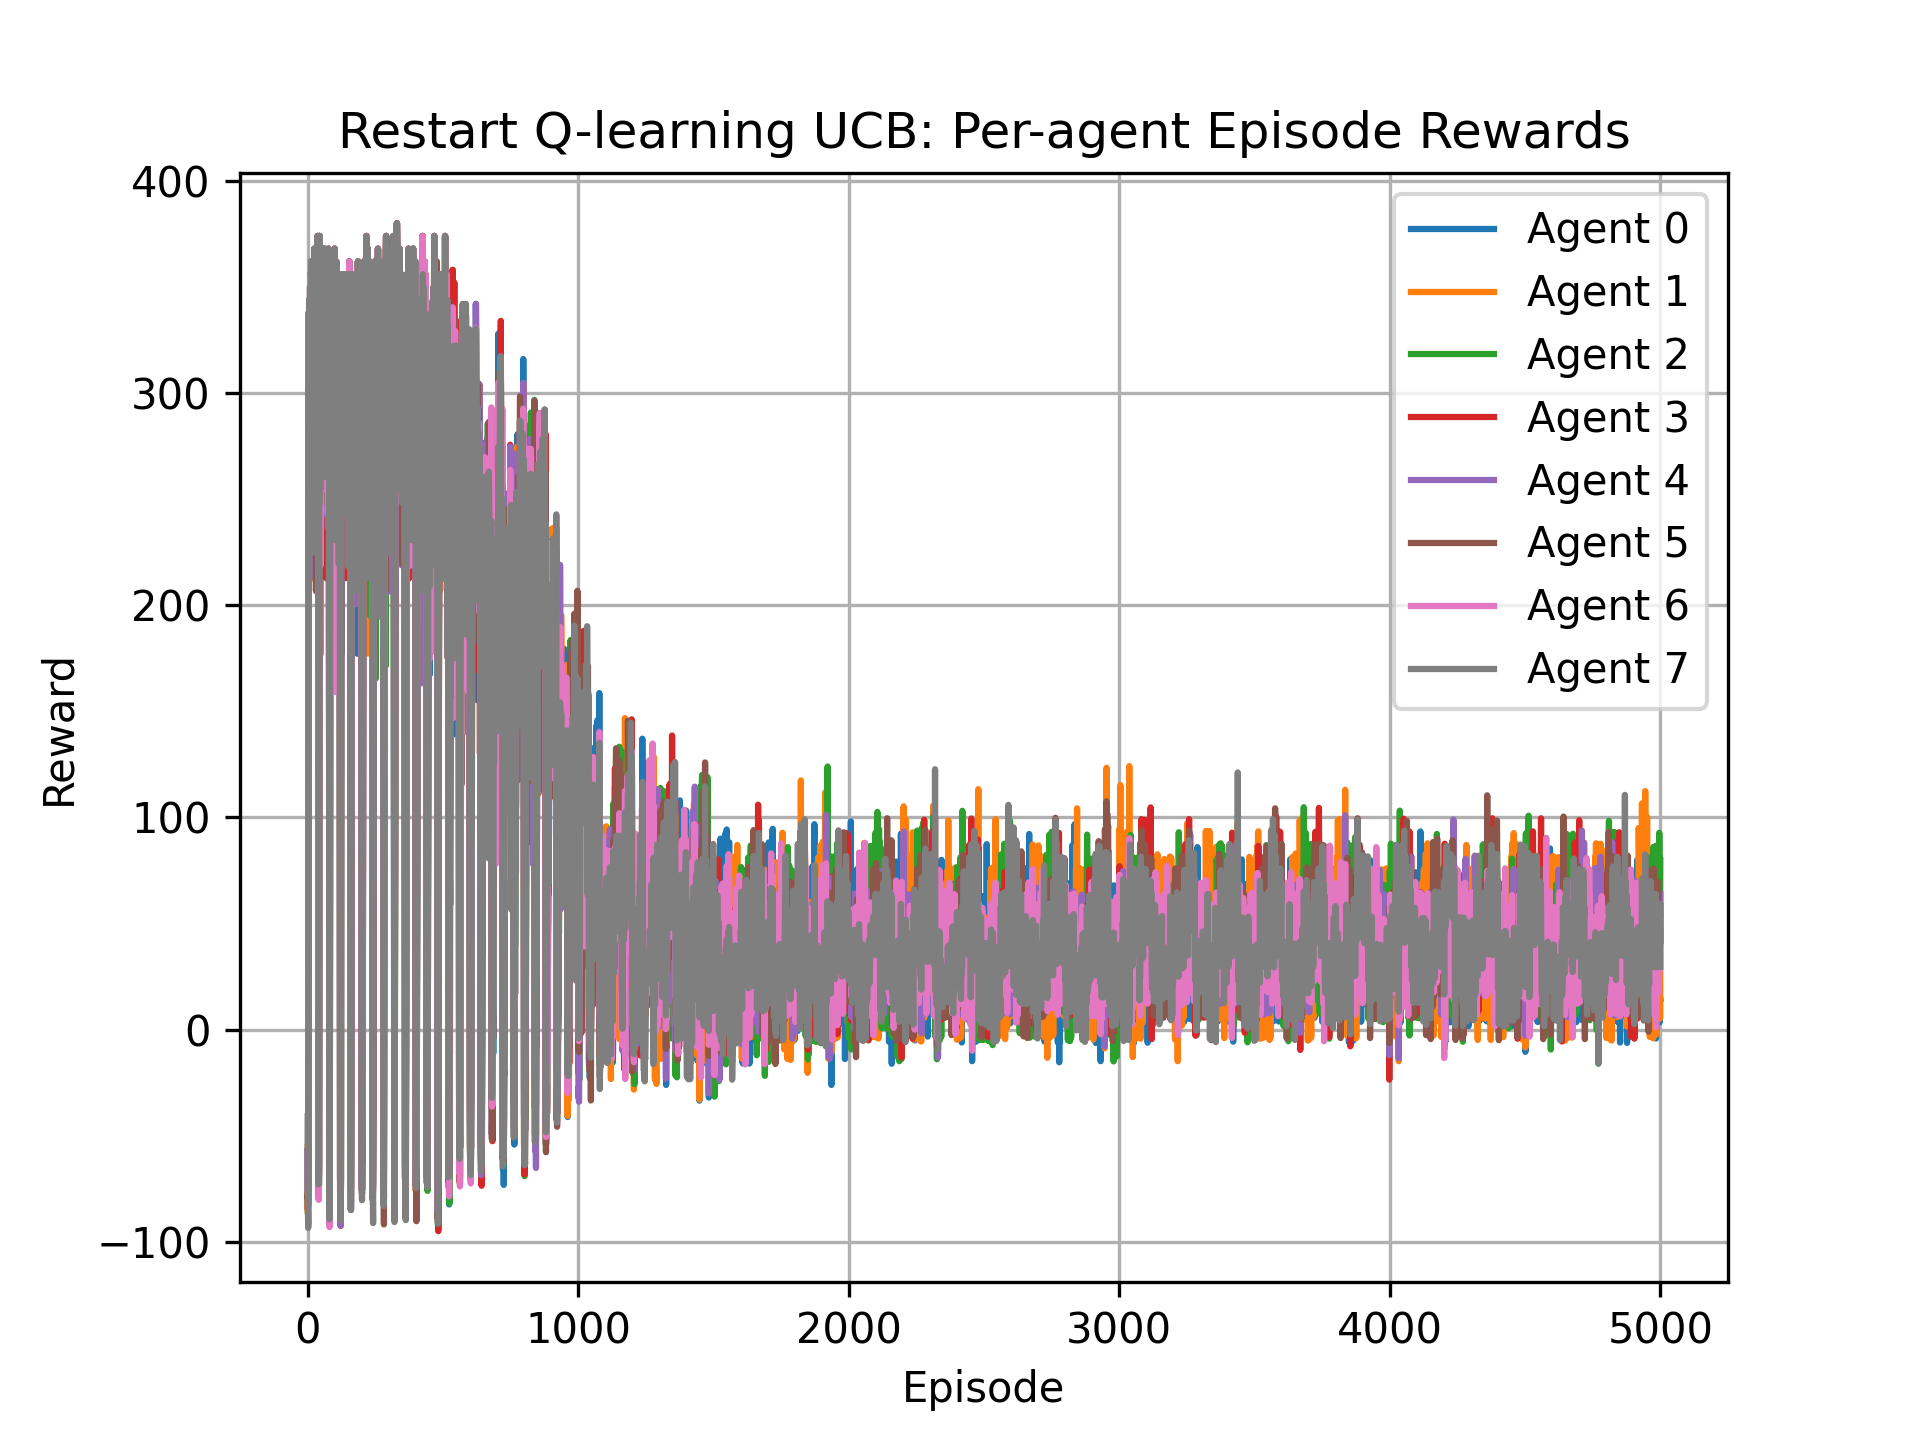 Restart Q-learning UCB: Per-agent Episode Rewards
400
300
200
100
0
−100
Reward
0
1000
2000
3000
4000
5000
Episode
Agent 0
Agent 1
Agent 2
Agent 3
Agent 4
Agent 5
Agent 6
Agent 7